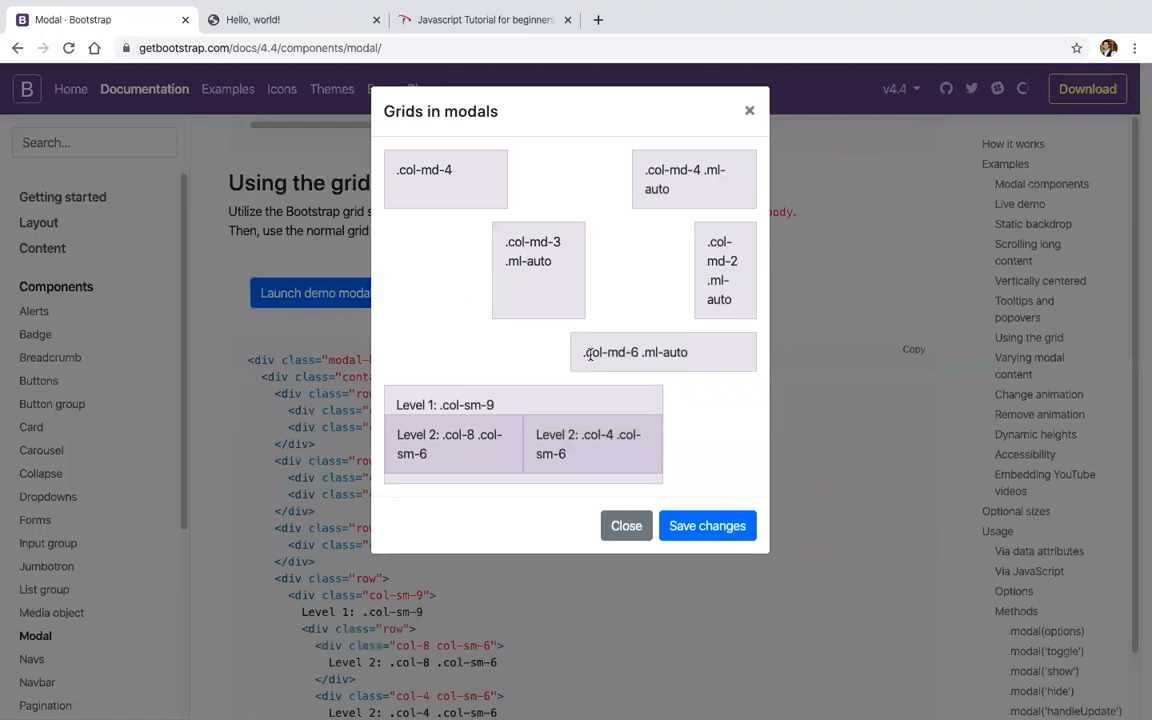 Modal · Bootstrap
Hello, world!
Javascript Tutorial for beginners
getbootstrap.com/docs/4.4/components/modal/
B
Home
Documentation
Examples
Icons
Themes
v4.4
Download
Search...
Getting started
Layout
Content
Components
Alerts
Badge
Breadcrumb
Buttons
Button group
Card
Carousel
Collapse
Dropdowns
Forms
Input group
Jumbotron
List group
Media object
Modal
Navs
Navbar
Pagination
Using the grid
Utilize the Bootstrap grid s
body.
Then, use the normal grid
Launch demo modal
Copy
<div class="modal-b
<div class="conta
<div class="row
<div class="c
<div class="c
</div>
<div class="row
<div class="c
<div class="c
</div>
<div class="row
<div class="c
</div>
<div class="row">
<div class="col-sm-9">
Level 1: .col-sm-9
<div class="row">
<div class="col-8 col-sm-6">
Level 2: .col-8 .col-sm-6
</div>
<div class="col-4 col-sm-6">
Level 2: .col-4 .col-sm-6
Grids in modals
×
.col-md-4
.col-md-4 .ml-
auto
.col-md-3
.ml-auto
.col-
md-2
.ml-
auto
.col-md-6 .ml-auto
Level 1: .col-sm-9
Level 2: .col-8 .col-
sm-6
Level 2: .col-4 .col-
sm-6
Close
Save changes
How it works
Examples
Modal components
Live demo
Static backdrop
Scrolling long
content
Vertically centered
Tooltips and
popovers
Using the grid
Varying modal
content
Change animation
Remove animation
Dynamic heights
Accessibility
Embedding YouTube
videos
Optional sizes
Usage
Via data attributes
Via JavaScript
Options
Methods
.modal(options)
.modal('toggle')
.modal('show')
.modal('hide')
.modal('handleUpdate')